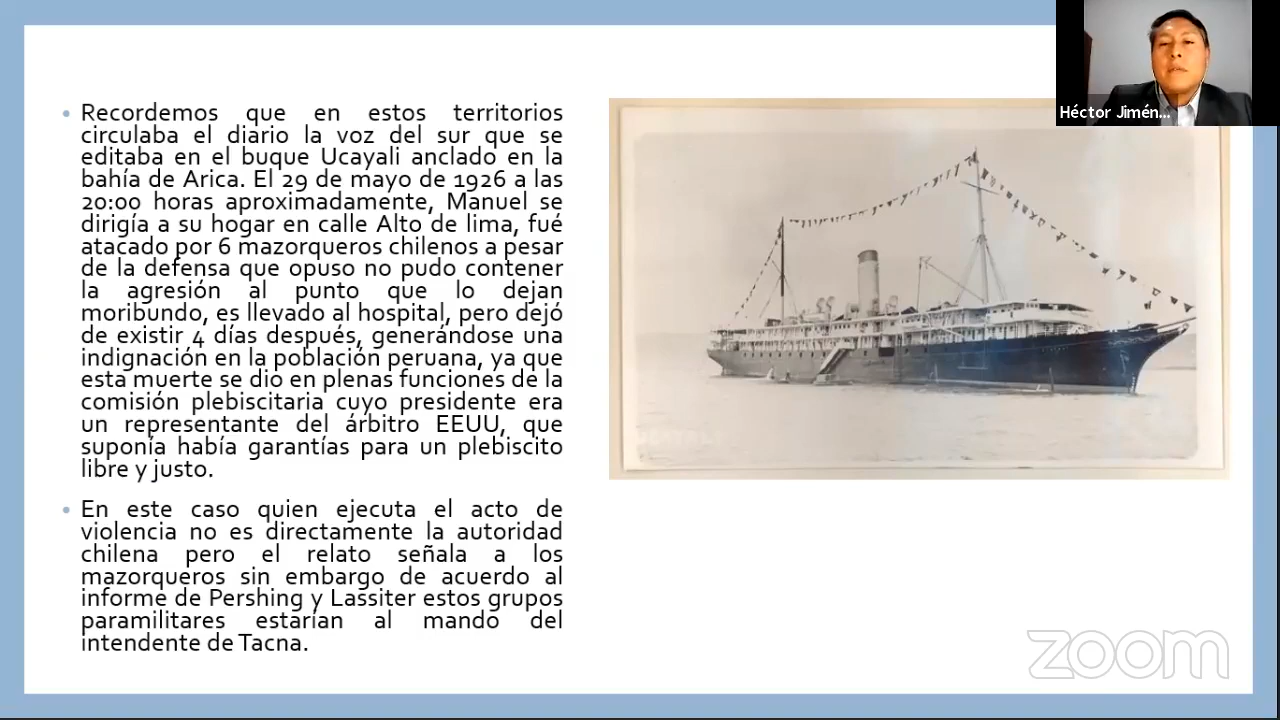 • Recordemos que en estos territorios
circulaba el diario la voz del sur que se
editaba en el buque Ucayali anclado en la
bahía de Arica. El 29 de mayo de 1926 a las
20:00 horas aproximadamente, Manuel se
dirigía a su hogar en calle Alto de lima, fué
atacado por 6 mazorqueros chilenos a pesar
de la defensa que opuso no pudo contener
la agresión al punto que lo dejan
moribundo, es llevado al hospital, pero dejó
de existir 4 días después, generándose una
indignación en la población peruana, ya que
esta muerte se dio en plenas funciones de la
comisión plebiscitaria cuyo presidente era
un representante del árbitro EEUU, que
suponía había garantías para un plebiscito
libre y justo.
• En este caso quien ejecuta el acto de
violencia no es directamente la autoridad
chilena pero el relato señala a los
mazorqueros sin embargo de acuerdo al
informe de Pershing y Lassiter estos grupos
paramilitares estarían al mando del
intendente de Tacna.
Héctor Jimén...
zoom